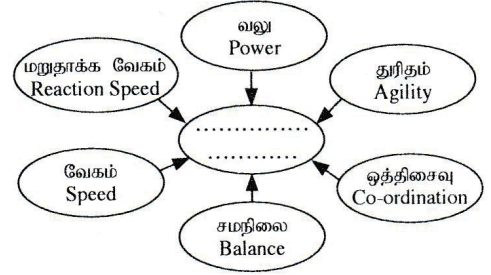 வலு
Power
மறுதாக்க வேகம்
Reaction Speed
துரிதம்
Agility
...............
............
வேகம்
Speed
ஒத்திசைவு
Co-ordination
சமநிலை
Balance